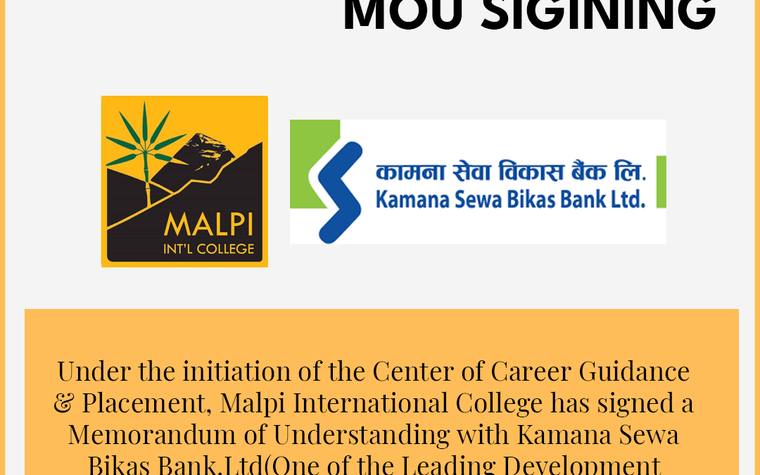 MOU SIGINING
MALPI
INT'L COLLEGE
कामना सेवा विकास बैंक लि.
Kamana Sewa Bikas Bank Ltd.
Under the initiation of the Center of Career Guidance
& Placement, Malpi International College has signed a
Memorandum of Understanding with Kamana Sewa
Bikas Bank.Ltd(One of the Leading Development